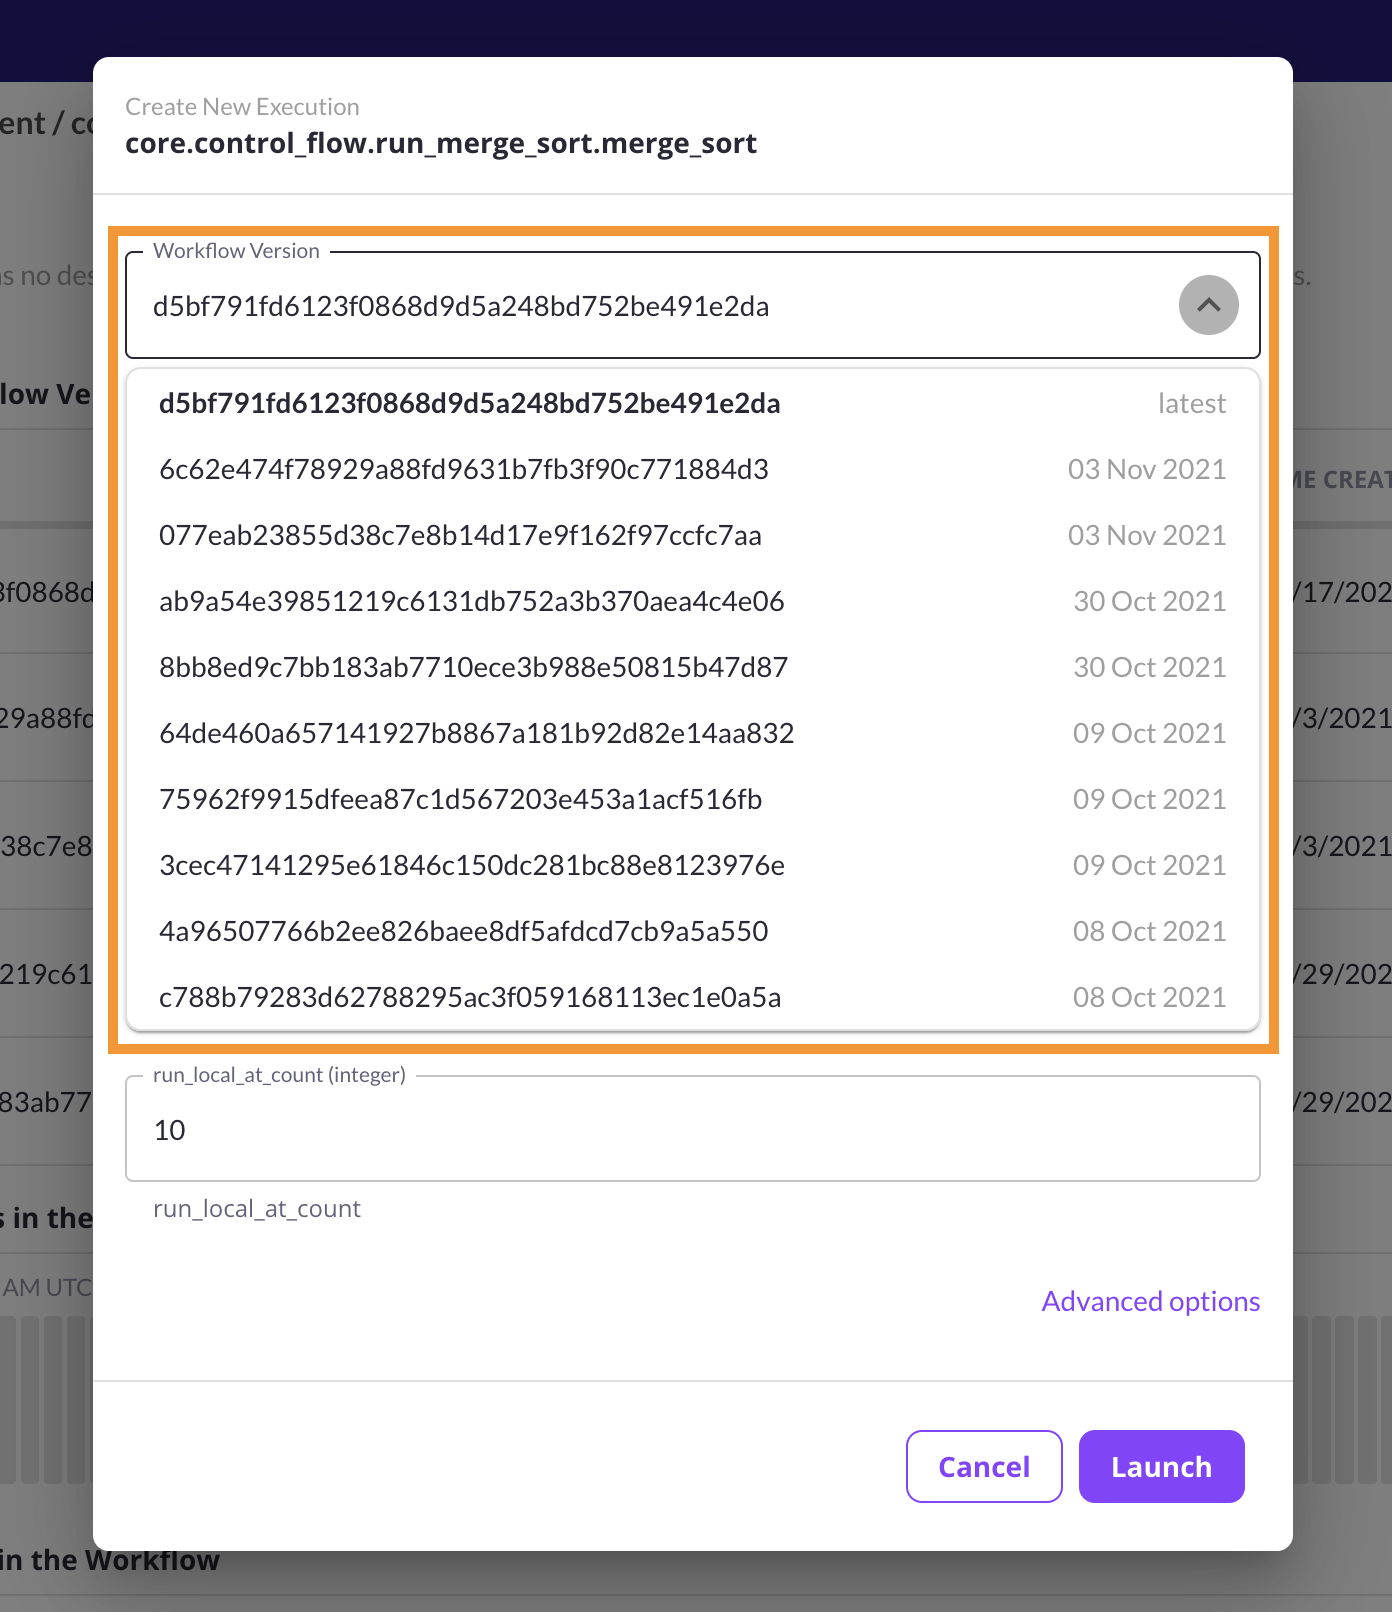 Create New Execution
core.control_flow.run_merge_sort.merge_sort
ent / co
s no des
s.
Workflow Version
d5bf791fd6123f0868d9d5a248bd752be491e2da
low Ve
d5bf791fd6123f0868d9d5a248bd752be491e2da latest
6c62e474f78929a88fd9631b7fb3f90c771884d3 03 Nov 2021
ME CREAT
077eab23855d38c7e8b14d17e9f162f97ccfc7aa 03 Nov 2021
3f0868d
/17/202
ab9a54e39851219c6131db752a3b370aea4c4e06 30 Oct 2021
8bb8ed9c7bb183ab7710ece3b988e50815b47d87 30 Oct 2021
29a88fd
/3/2021
64de460a657141927b8867a181b92d82e14aa832 09 Oct 2021
75962f9915dfeea87c1d567203e453a1acf516fb 09 Oct 2021
38c7e8
/3/2021
3cec47141295e61846c150dc281bc88e8123976e 09 Oct 2021
4a96507766b2ee826baee8df5afdcd7cb9a5a550 08 Oct 2021
219c61
/29/202
c788b79283d62788295ac3f059168113ec1e0a5a 08 Oct 2021
run_local_at_count (integer)
10
83ab77
/29/202
run_local_at_count
s in the
AM UTC
Advanced options
Cancel
Launch
in the Workflow